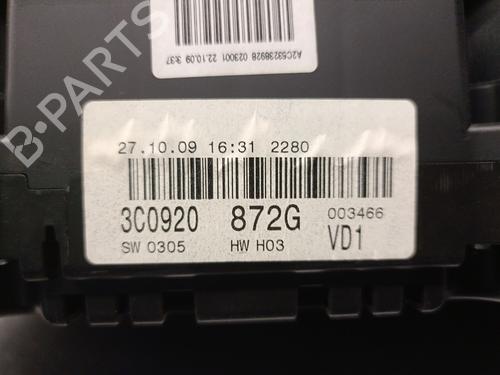 A2C53238928 023001 22.10.09 3:37
27.10.09 16:31 2280
3C0920 872G 003466
SW 0305 HW H03 VD1
B-PARTS